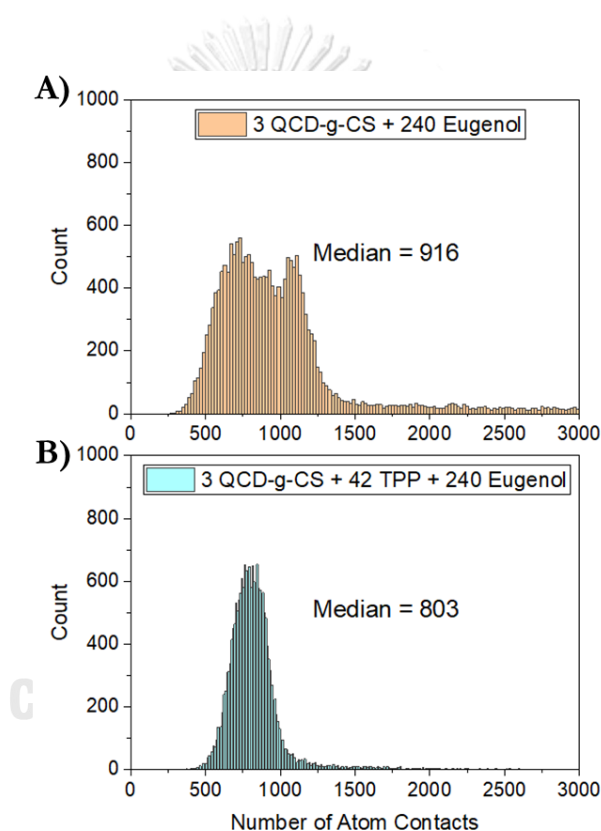 A)
1000
3 QCD-g-CS + 240 Eugenol
800
600
Median = 916
Count
400
200
0
0 500 1000 1500 2000 2500 3000
B)
1000
3 QCD-g-CS + 42 TPP + 240 Eugenol
800
600
Median = 803
Count
400
200
0
0 500 1000 1500 2000 2500 3000
Number of Atom Contacts